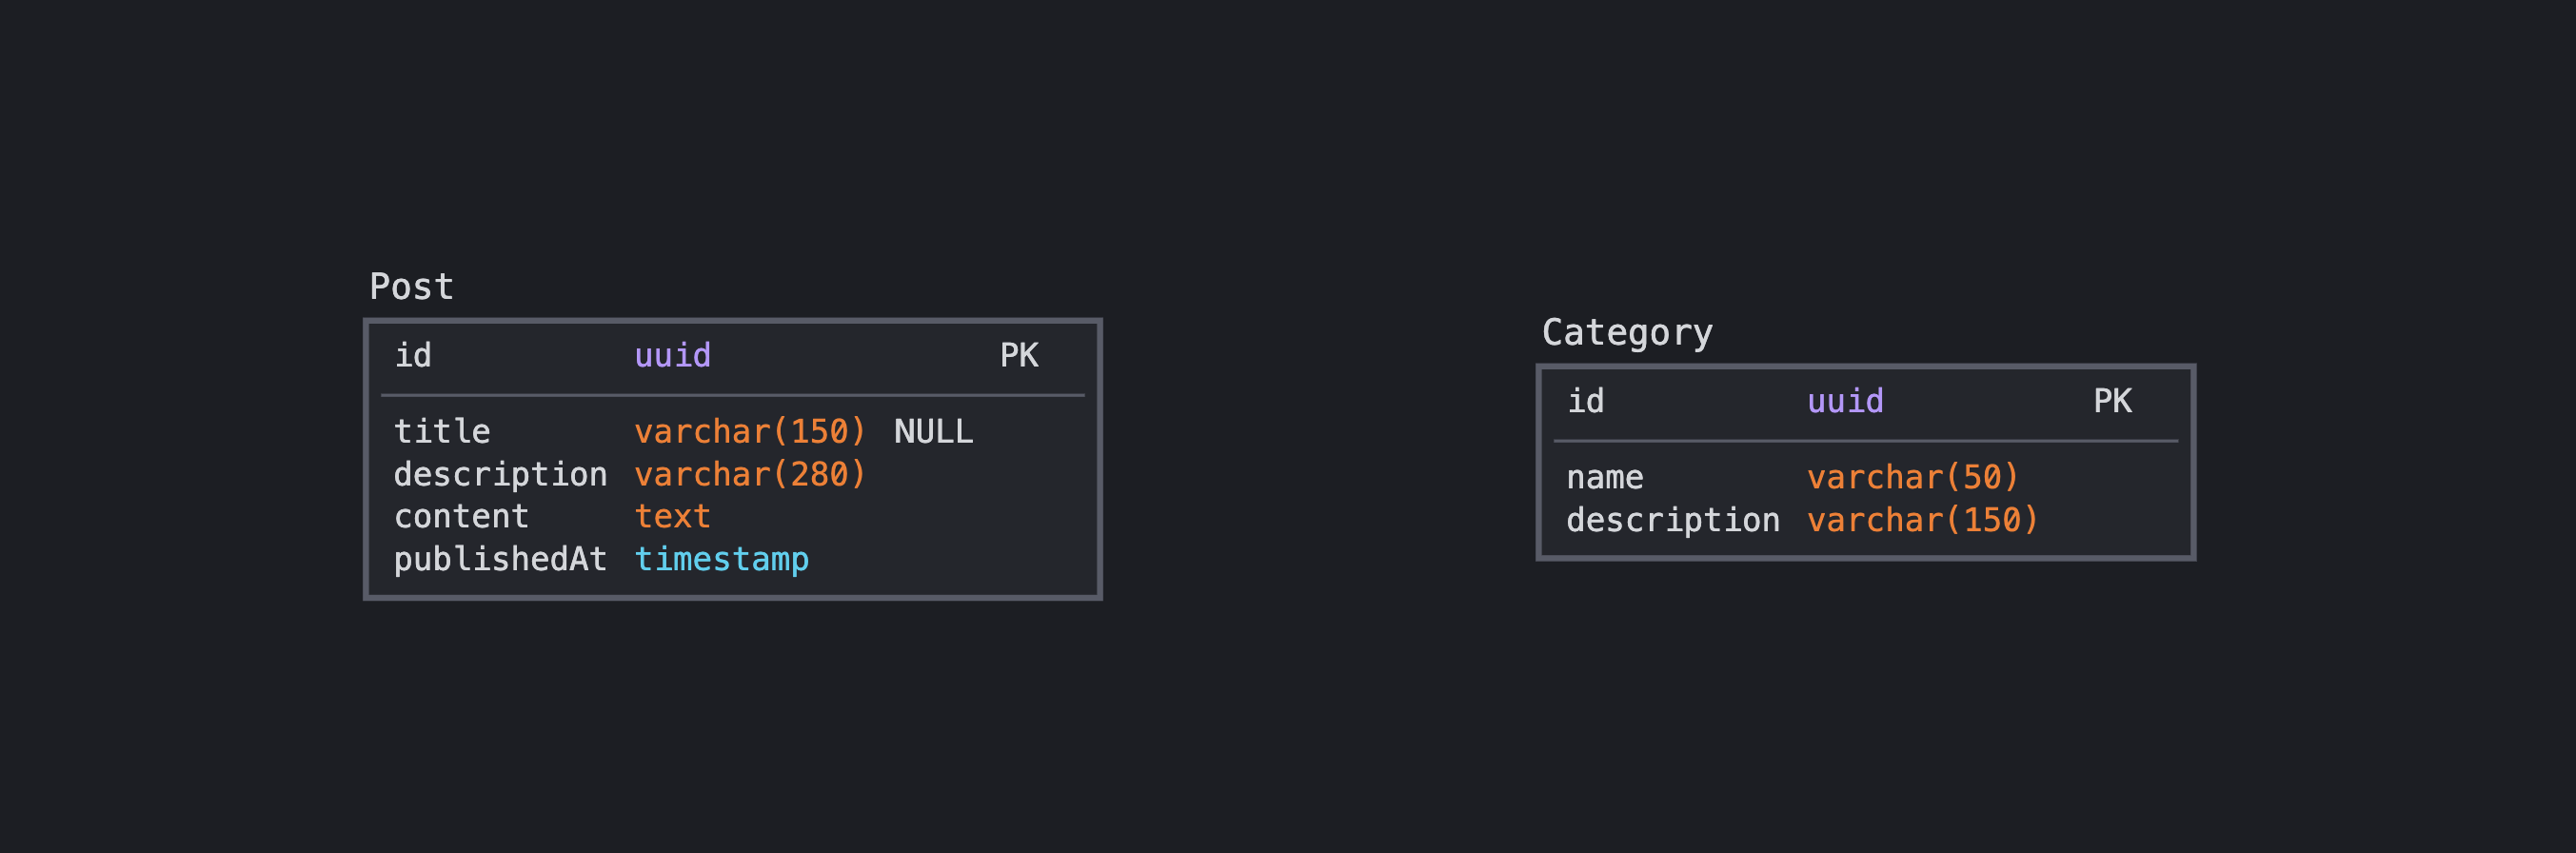 Post
id uuid PK
title varchar(150) NULL
description varchar(280)
content text
publishedAt timestamp
Category
id uuid PK
name varchar(50)
description varchar(150)